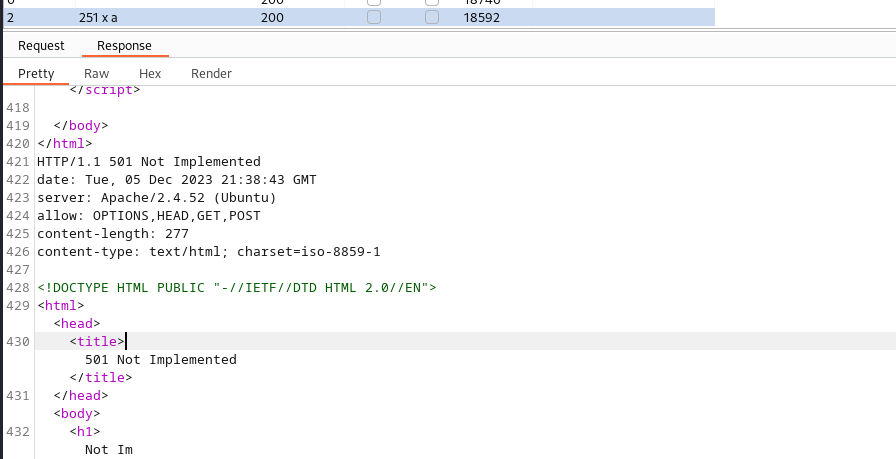 200 18746
2 251 x a 200 18592
Request Response
Pretty Raw Hex Render
</script>
418
419 </body>
420 </html>
421 HTTP/1.1 501 Not Implemented
422 date: Tue, 05 Dec 2023 21:38:43 GMT
423 server: Apache/2.4.52 (Ubuntu)
424 allow: OPTIONS,HEAD,GET,POST
425 content-length: 277
426 content-type: text/html; charset=iso-8859-1
427
428 <!DOCTYPE HTML PUBLIC "-//IETF//DTD HTML 2.0//EN">
429 <html>
<head>
430 <title>
501 Not Implemented
</title>
431 </head>
<body>
432 <h1>
Not Im